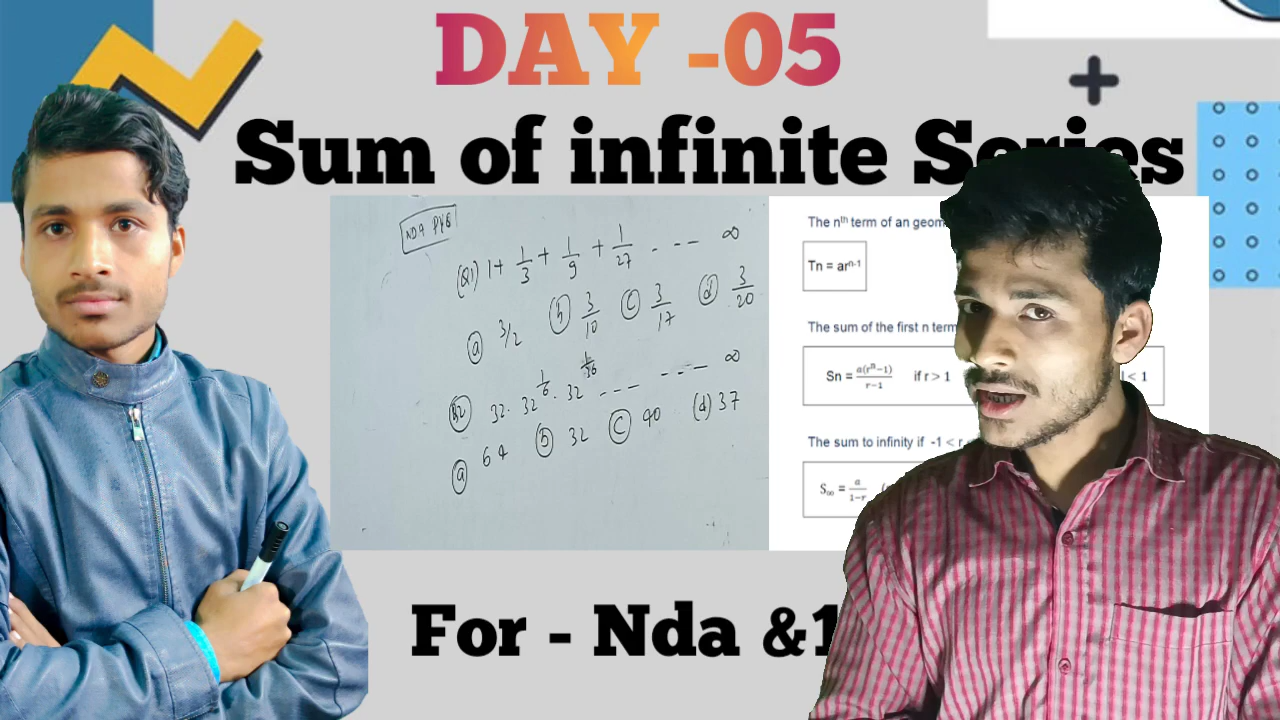 DAY -05
Sum of infinite Series
NDA PYQ
(Q1) 1 + 1/3 + 1/9 + 1/27 - - - ∞
(a) 3/2 (b) 3/10 (c) 3/17 (d) 3/20
(Q2) 32 · 32^1/6 · 32^1/36 - - - - - - ∞
(a) 64 (b) 32 (c) 40 (d) 37
The nth term of an geom
Tn = ar^n-1
The sum of the first n term
Sn = a(r^n−1)/r−1 if r > 1
< 1
The sum to infinity if -1 < r
S∞ = a/1−r
For - Nda &1